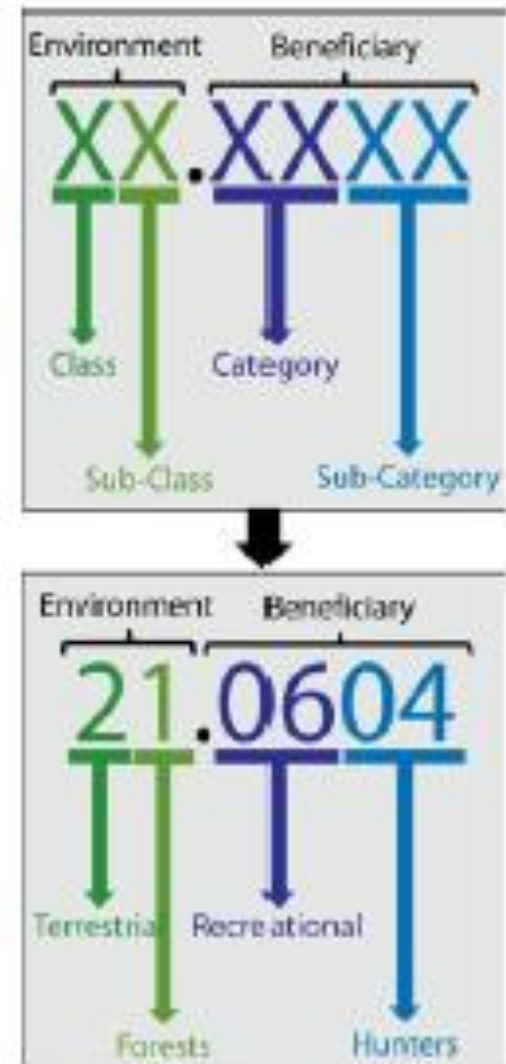 Environment Beneficiary
XX.XXXX
Class Category
Sub-Class Sub-Category
Environment Beneficiary
21.0604
Terrestrial Recreational
Forests Hunters